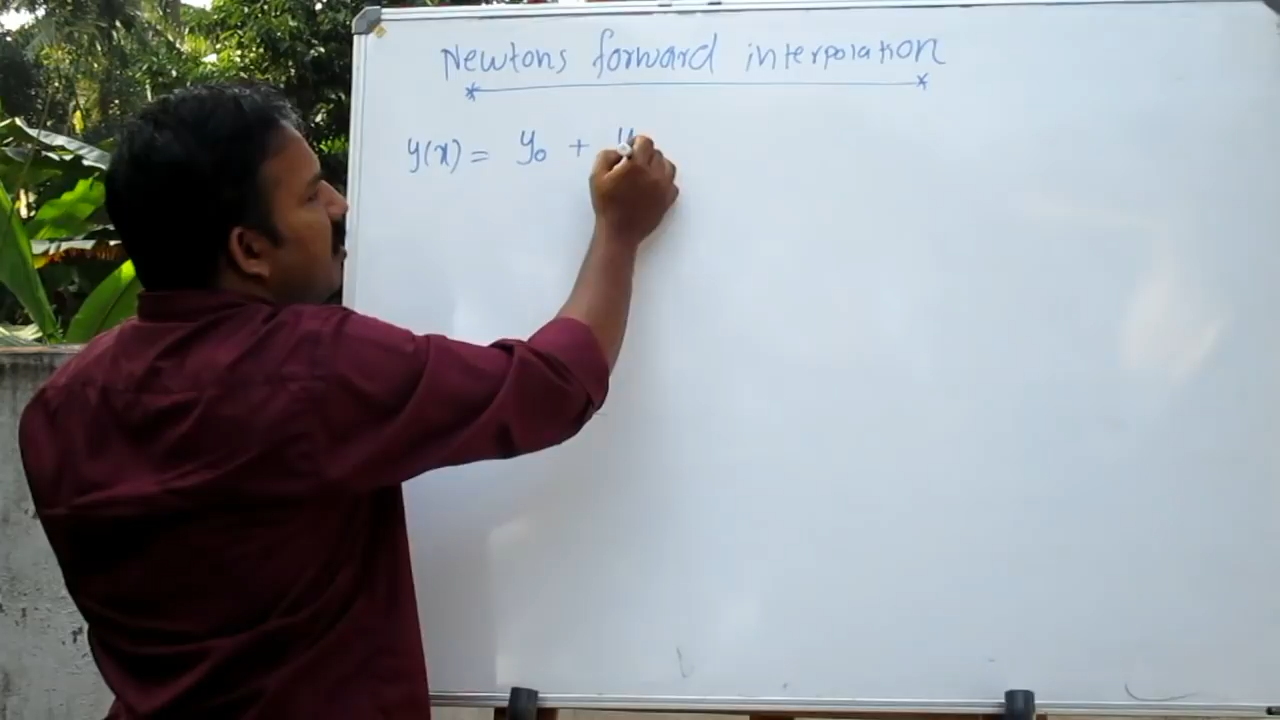 Newtons forward interpolation
y(x) = y₀ +